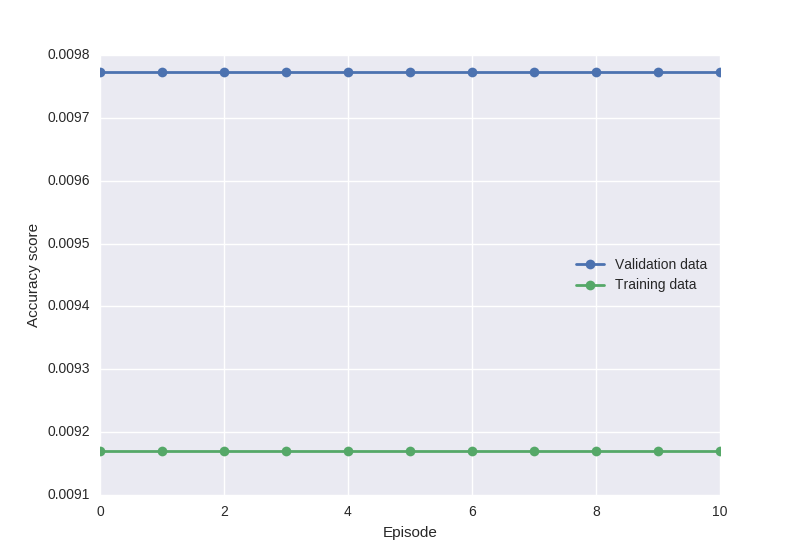 0.0098
0.0097
0.0096
0.0095
0.0094
0.0093
0.0092
0.0091
Accuracy score
Validation data
Training data
0 2 4 6 8 10
Episode